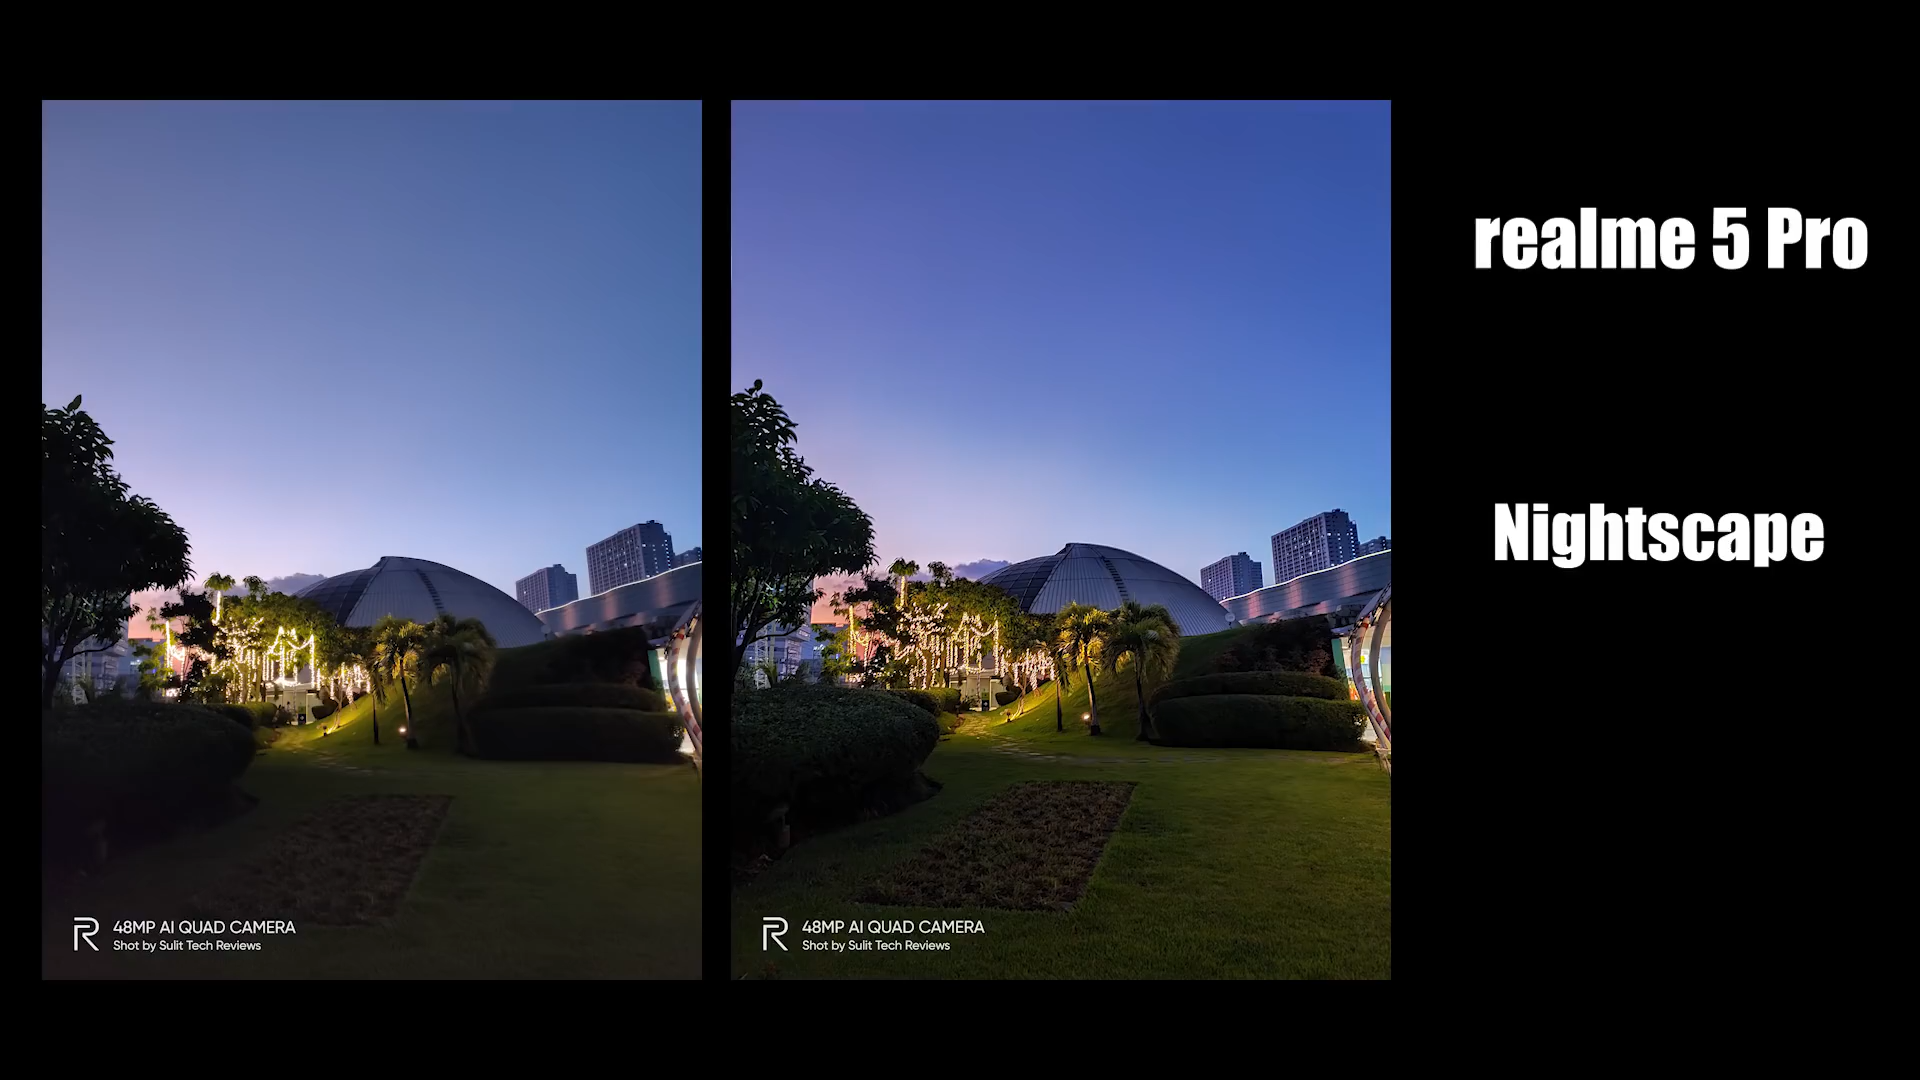 realme 5 Pro
Nightscape
48MP AI QUAD CAMERA
Shot by Sulit Tech Reviews
48MP AI QUAD CAMERA
Shot by Sulit Tech Reviews